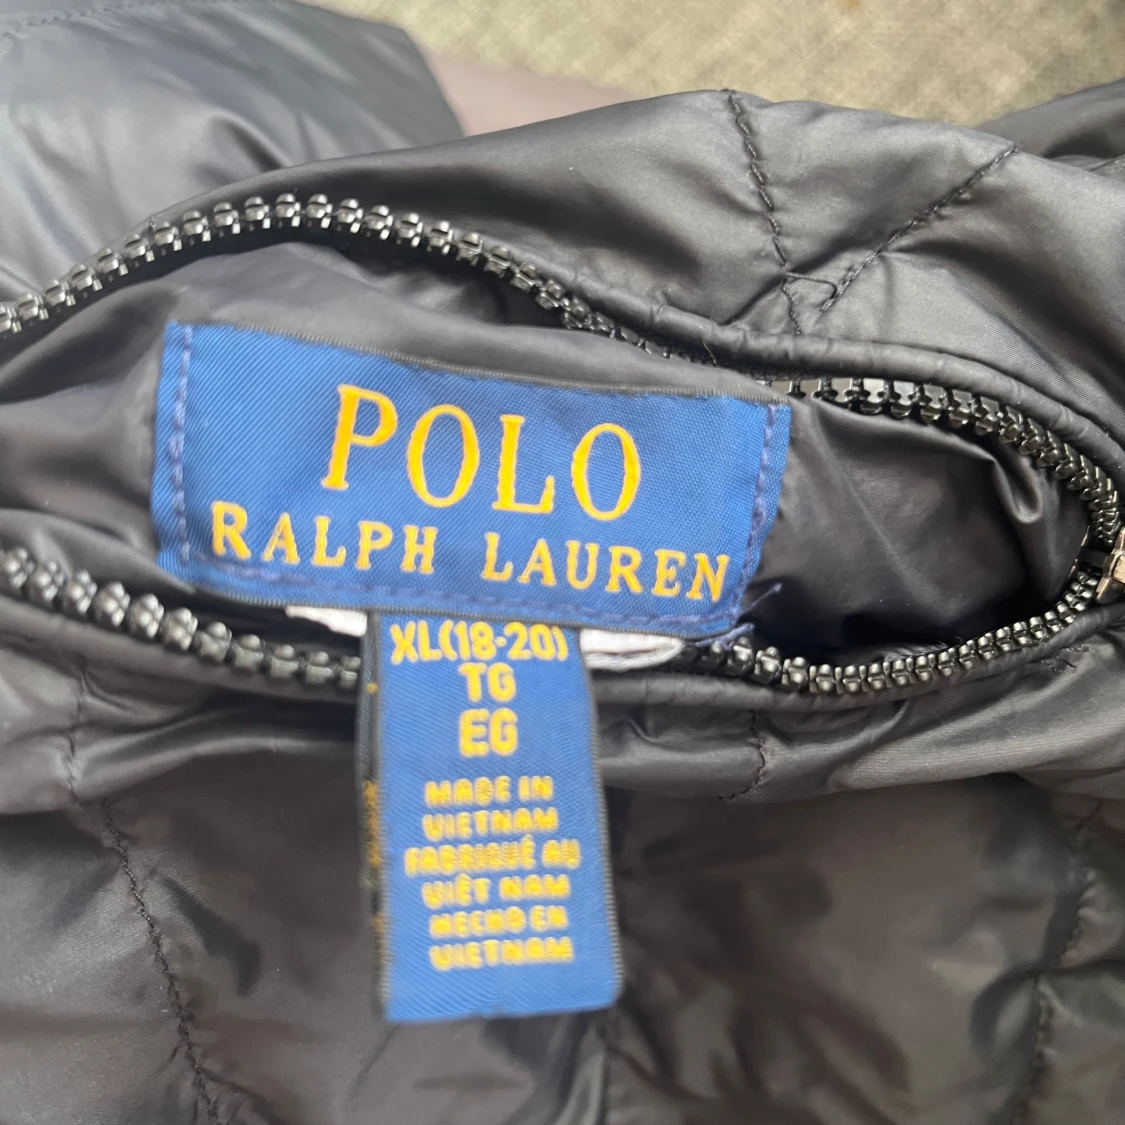 POLO
RALPH LAUREN
XL(18-20)
TG
EG
MADE IN
VIETNAM
FABRIQUÉ AU
VIÊT NAM
HECHO EN
VIETNAM